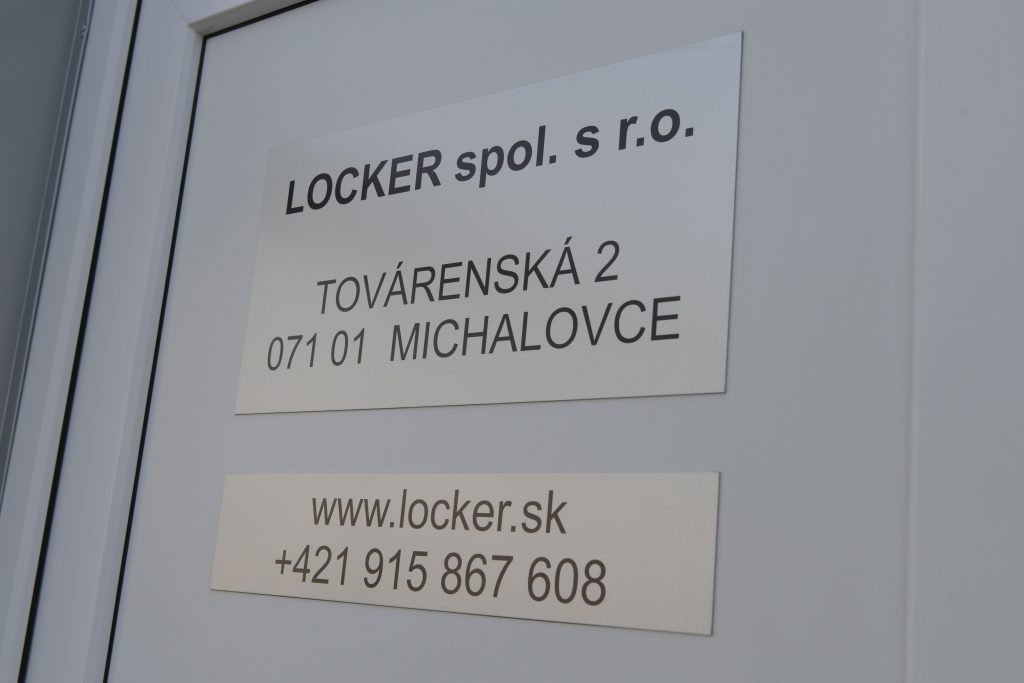 LOCKER spol. s r.o.
TOVÁRENSKÁ 2
071 01 MICHALOVCE
www.locker.sk
+421 915 867 608